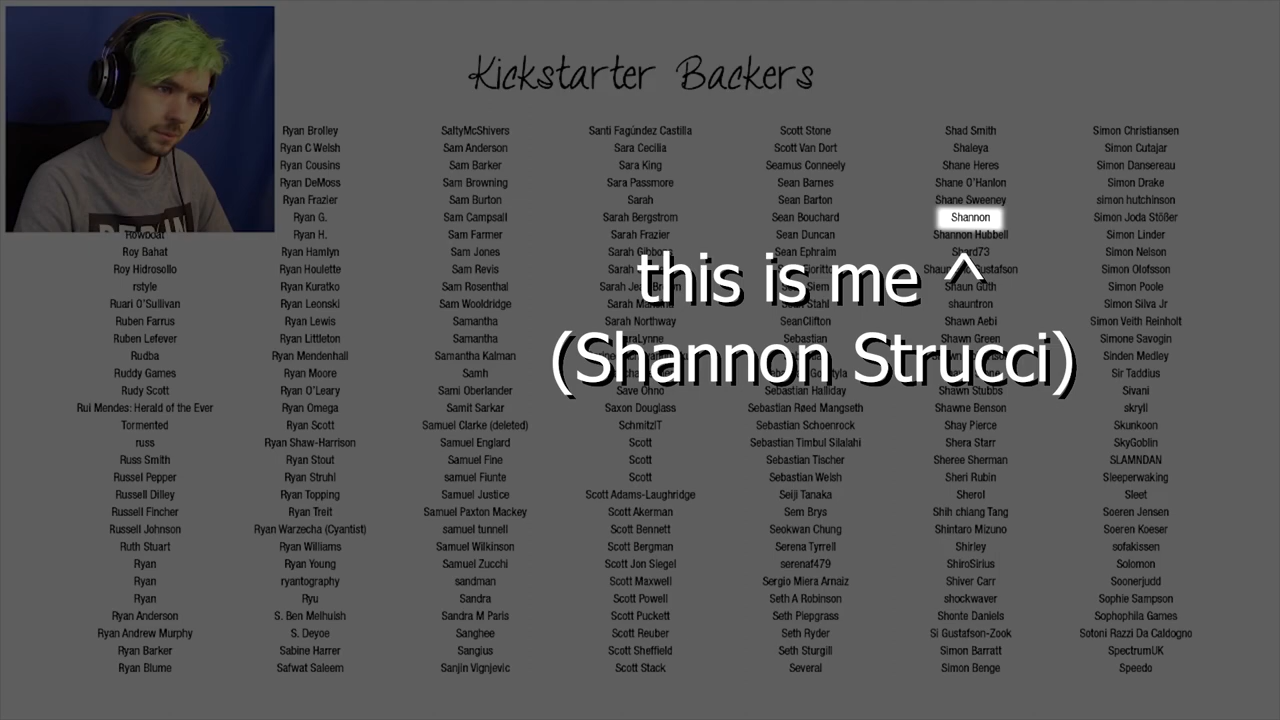 Kickstarter Backers
Rowboat
Roy Bahat
Roy Hidrosollo
rstyle
Ruari O'Sullivan
Ruben Farrus
Ruben Lefever
Rudba
Ruddy Games
Rudy Scott
Rui Mendes: Herald of the Ever
Tormented
russ
Russ Smith
Russel Pepper
Russell Dilley
Russell Fincher
Russell Johnson
Ruth Stuart
Ryan
Ryan
Ryan
Ryan Anderson
Ryan Andrew Murphy
Ryan Barker
Ryan Blume
Ryan Brolley
Ryan C Welsh
Ryan Cousins
Ryan DeMoss
Ryan Frazier
Ryan G.
Ryan H.
Ryan Hamlyn
Ryan Houlette
Ryan Kuratko
Ryan Leonski
Ryan Lewis
Ryan Littleton
Ryan Mendenhall
Ryan Moore
Ryan O'Leary
Ryan Omega
Ryan Scott
Ryan Shaw-Harrison
Ryan Stout
Ryan Struhl
Ryan Topping
Ryan Treit
Ryan Warzecha (Cyantist)
Ryan Williams
Ryan Young
ryantography
Ryu
S. Ben Melhuish
S. Deyoe
Sabine Harrer
Safwat Saleem
SaltyMcShivers
Sam Anderson
Sam Barker
Sam Browning
Sam Burton
Sam Campsall
Sam Farmer
Sam Jones
Sam Revis
Sam Rosenthal
Sam Wooldridge
Samantha
Samantha
Samantha Kalman
Samh
Sami Oberlander
Samit Sarkar
Samuel Clarke (deleted)
Samuel Englard
Samuel Fine
samuel Fiunte
Samuel Justice
Samuel Paxton Mackey
samuel tunnell
Samuel Wilkinson
Samuel Zucchi
sandman
Sandra
Sandra M Paris
Sanghee
Sangius
Sanjin Vignjevic
Santi Fagúndez Castilla
Sara Cecilia
Sara King
Sara Passmore
Sarah
Sarah Bergstrom
Sarah Frazier
Sarah
Sarah
Sarah
Sarah Northway
Save Ohno
Saxon Douglass
SchmitzIT
Scott
Scott
Scott
Scott Adams-Laughridge
Scott Akerman
Scott Bennett
Scott Bergman
Scott Jon Siegel
Scott Maxwell
Scott Powell
Scott Puckett
Scott Reuber
Scott Sheffield
Scott Stack
Scott Stone
Scott Van Dort
Seamus Conneely
Sean Barnes
Sean Barton
Sean Bouchard
Sean Duncan
Sean Ephraim
Stahl
SeanClifton
Sebastian
Sebastian Halliday
Sebastian Røed Mangseth
Sebastian Schoenrock
Sebastian Timbul Silalahi
Sebastian Tischer
Sebastian Welsh
Seiji Tanaka
Sem Brys
Seokwan Chung
Serena Tyrrell
serenaf479
Sergio Miera Arnaiz
Seth A Robinson
Seth Piepgrass
Seth Ryder
Seth Sturgill
Several
Shad Smith
Shaleya
Shane Heres
Shane O'Hanlon
Shane Sweeney
Shannon
Shannon Hubbell
Shard73
Gustafson
Shaun Guth
shauntron
Shawn Aebi
Shawn Green
Shawn Stubbs
Shawne Benson
Shay Pierce
Shera Starr
Sheree Sherman
Sheri Rubin
Sherol
Shih chiang Tang
Shintaro Mizuno
Shirley
ShiroSirius
Shiver Carr
shockwaver
Shonte Daniels
Si Gustafson-Zook
Simon Barratt
Simon Benge
Simon Christiansen
Simon Cutajar
Simon Dansereau
Simon Drake
simon hutchinson
Simon Joda Stößer
Simon Linder
Simon Nelson
Simon Olofsson
Simon Poole
Simon Silva Jr
Simon Veith Reinholt
Simone Savogin
Sinden Medley
Sir Taddius
Sivani
skryll
Skunkoon
SkyGoblin
SLAMNDAN
Sleeperwaking
Sleet
Soeren Jensen
Soeren Koeser
sofakissen
Solomon
Soonerjudd
Sophie Sampson
Sophophila Games
Sotoni Razzi Da Caldogno
SpectrumUK
Speedo
this is me ^
(Shannon Strucci)